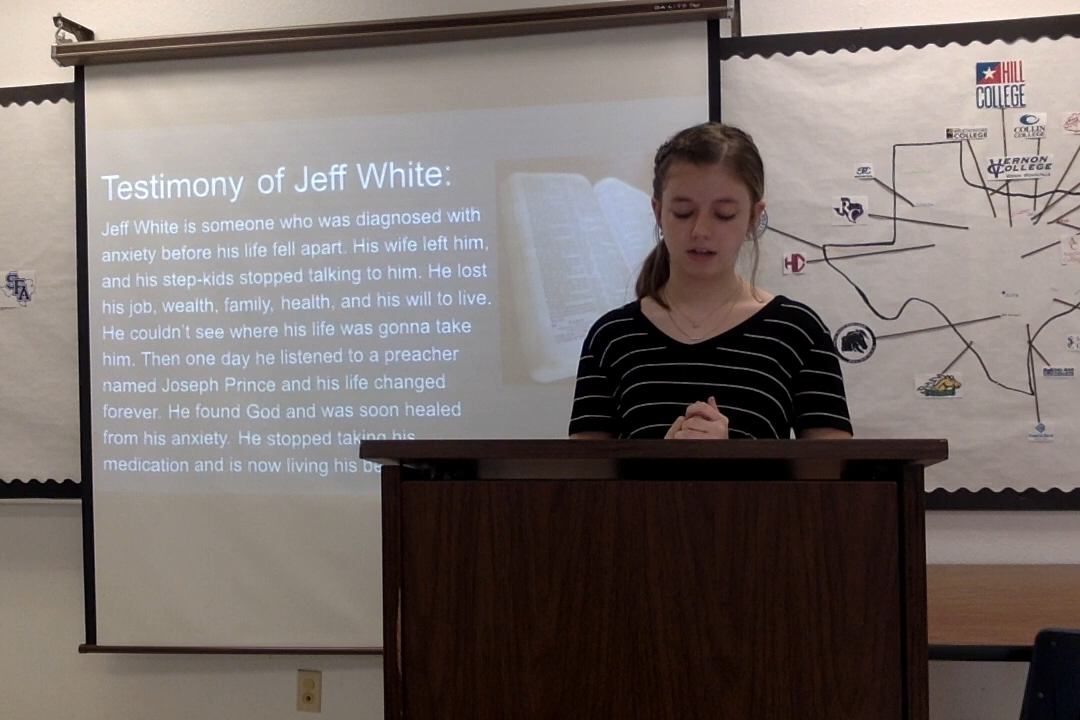 Testimony of Jeff White:
Jeff White is someone who was diagnosed with
anxiety before his life fell apart. His wife left him,
and his step-kids stopped talking to him. He lost
his job, wealth, family, health, and his will to live.
He couldn't see where his life was gonna take
him. Then one day he listened to a preacher
named Joseph Prince and his life changed
forever. He found God and was soon healed
from his anxiety. He stopped taking his
medication and is now living his be
HILL
COLLEGE
COLLEGE
COLLIN
COLLEGE
VERNON
COLLEGE
SFA